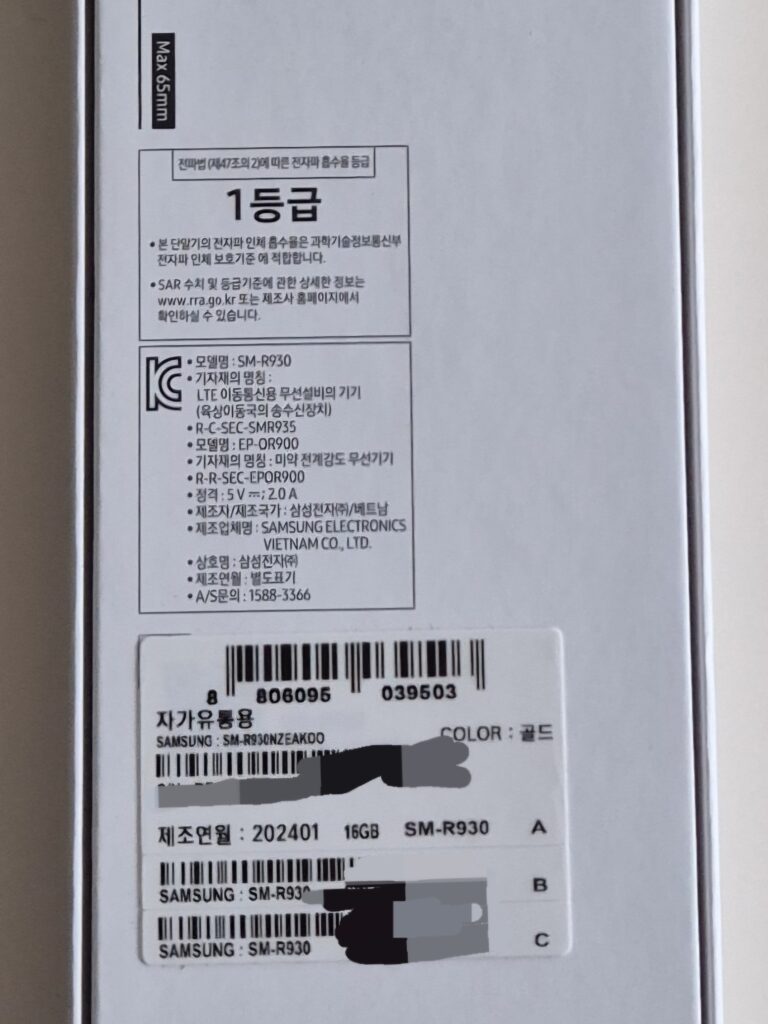 Max 65mm
전파법(제47조의2)에 따른 전자파 흡수율 등급
1등급
• 본 단말기의 전자파 인체 흡수율은 과학기술정보통신부
전자파 인체 보호기준 에 적합합니다.
• SAR 수치 및 등급기준에 관한 상세한 정보는
www.rra.go.kr 또는 제조사 홈페이지에서
확인하실 수 있습니다.
• 모델명 : SM-R930
• 기자재의 명칭 :
LTE 이동통신용 무선설비의 기기
(육상이동국의 송수신장치)
• R-C-SEC-SMR935
• 모델명 : EP-OR900
• 기자재의 명칭 : 미약 전계강도 무선기기
• R-R-SEC-EPOR900
• 정격 : 5 V ⎓; 2.0 A
• 제조자/제조국가 : 삼성전자㈜/베트남
• 제조업체명 : SAMSUNG ELECTRONICS
VIETNAM CO., LTD.
• 상호명 : 삼성전자㈜
• 제조연월 : 별도표기
• A/S문의 : 1588-3366
8 806095 039503
자가유통용
SAMSUNG : SM-R930NZEAKOO
COLOR : 골드
제조연월 : 202401 16GB SM-R930 A
SAMSUNG : SM-R930 B
SAMSUNG : SM-R930 C